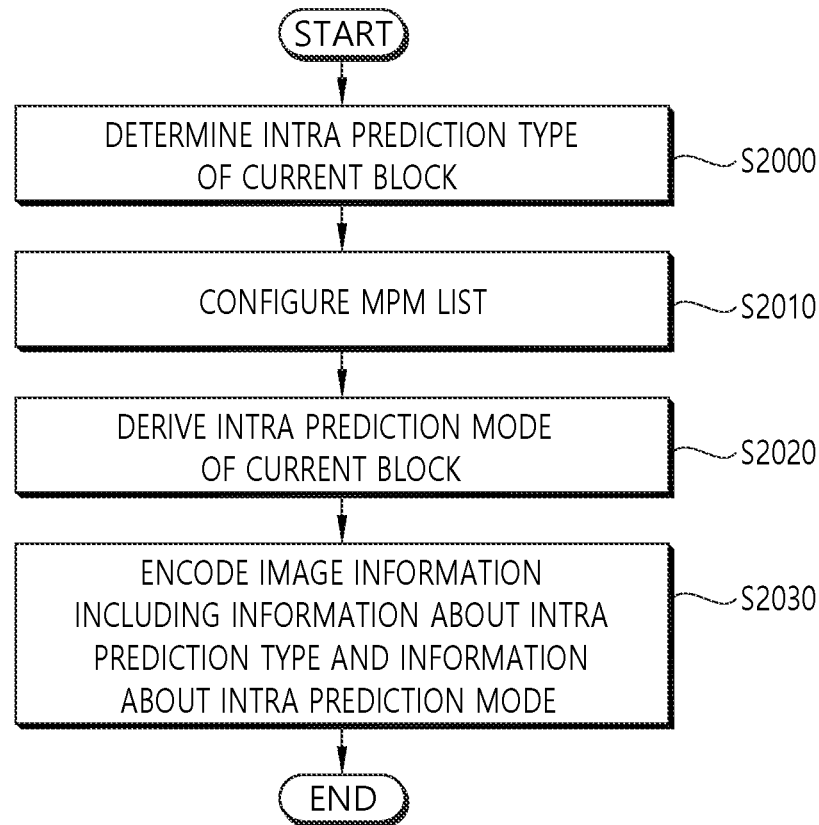 START
DETERMINE INTRA PREDICTION TYPE
OF CURRENT BLOCK
S2000
CONFIGURE MPM LIST
S2010
DERIVE INTRA PREDICTION MODE
OF CURRENT BLOCK
S2020
ENCODE IMAGE INFORMATION
INCLUDING INFORMATION ABOUT INTRA
PREDICTION TYPE AND INFORMATION
ABOUT INTRA PREDICTION MODE
S2030
END